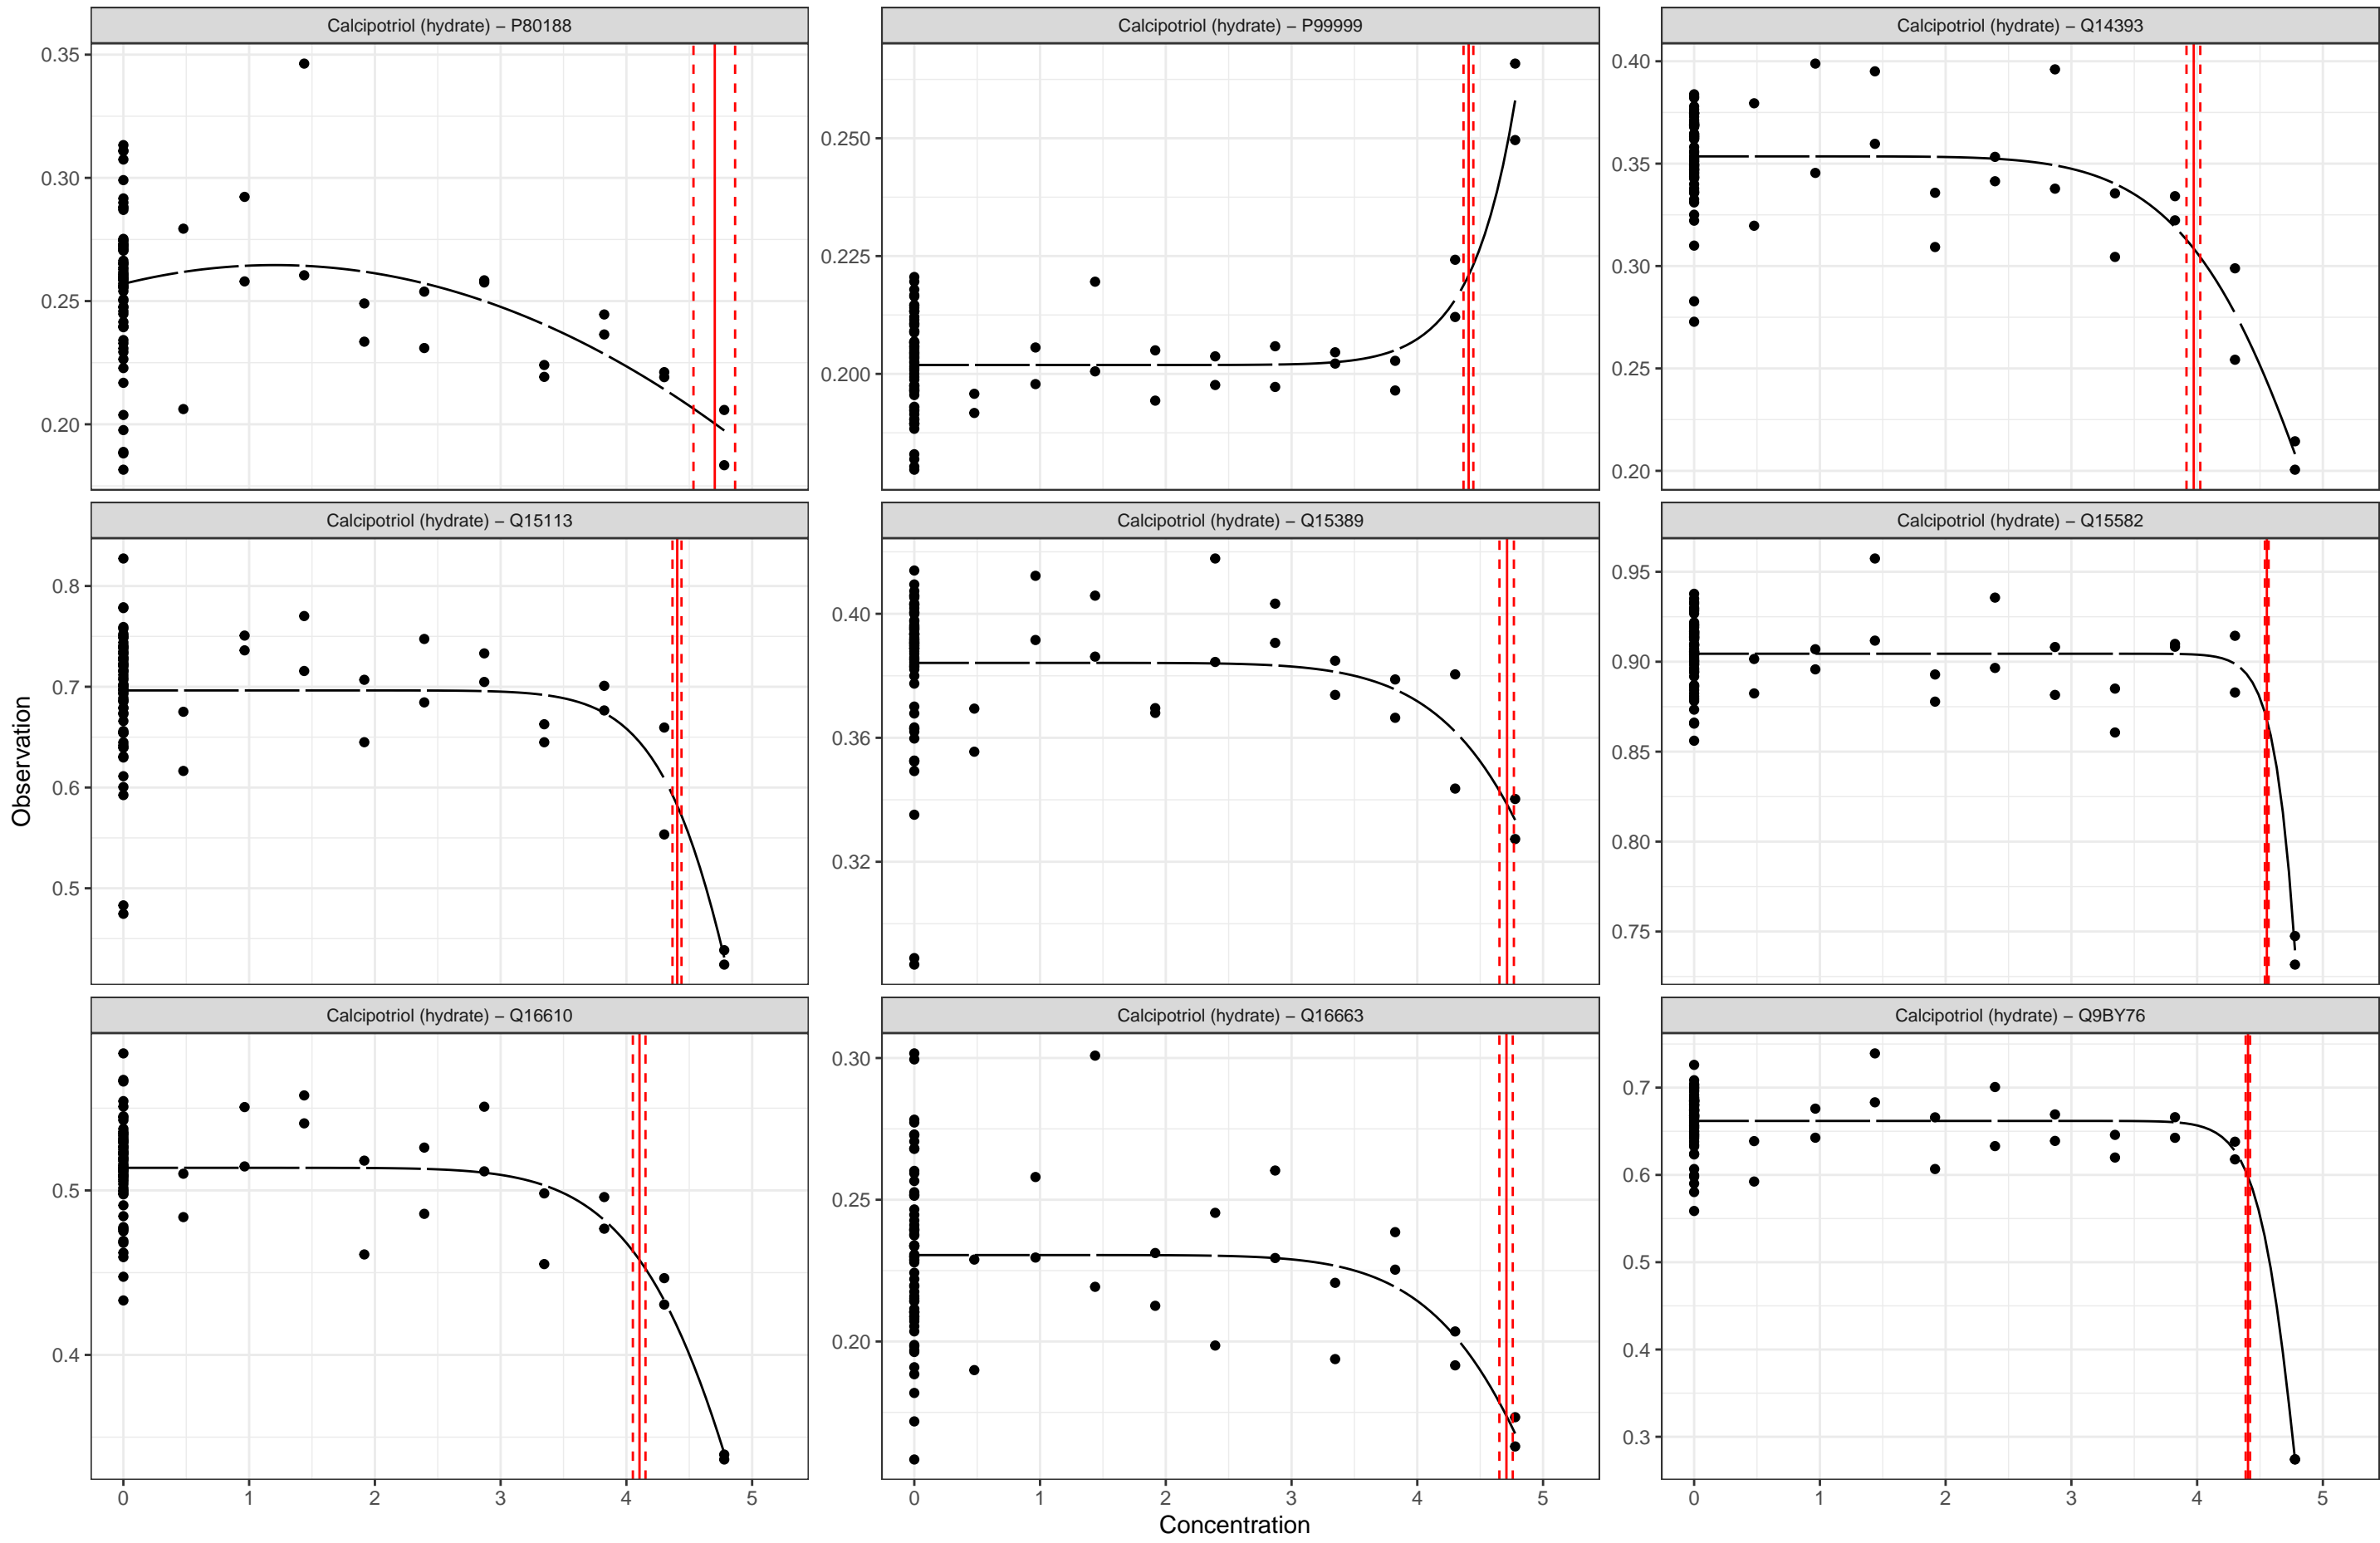 Calcipotriol (hydrate) – P80188
Calcipotriol (hydrate) – P99999
Calcipotriol (hydrate) – Q14393
0.35
0.30
0.25
0.20
0.250
0.225
0.200
0.40
0.35
0.30
0.25
0.20
Calcipotriol (hydrate) – Q15113
Calcipotriol (hydrate) – Q15389
Calcipotriol (hydrate) – Q15582
0.8
0.7
0.6
0.5
0.40
0.36
0.32
0.95
0.90
0.85
0.80
0.75
Observation
Calcipotriol (hydrate) – Q16610
Calcipotriol (hydrate) – Q16663
Calcipotriol (hydrate) – Q9BY76
0.5
0.4
0.30
0.25
0.20
0.7
0.6
0.5
0.4
0.3
0 1 2 3 4 5
0 1 2 3 4 5
0 1 2 3 4 5
Concentration